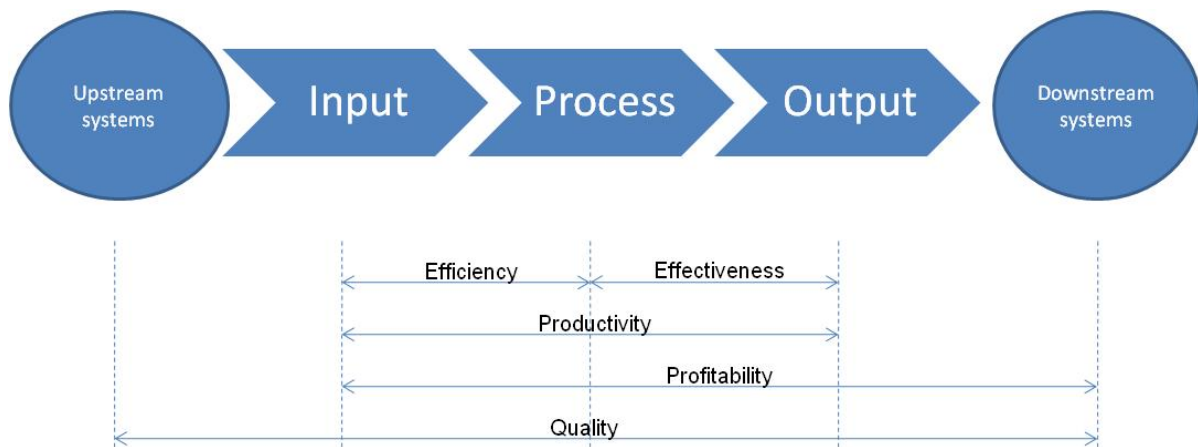 Upstream
systems
Input
Process
Output
Downstream
systems
Efficiency
Effectiveness
Productivity
Profitability
Quality